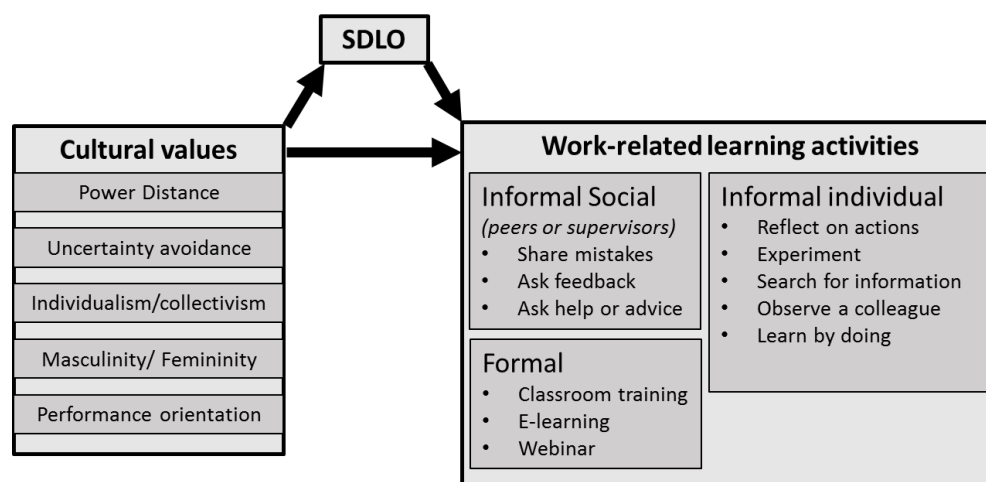 SDLO
Cultural values
Power Distance
Uncertainty avoidance
Individualism/collectivism
Masculinity/ Femininity
Performance orientation
Work-related learning activities
Informal Social
(peers or supervisors)
• Share mistakes
• Ask feedback
• Ask help or advice
Formal
• Classroom training
• E-learning
• Webinar
Informal individual
• Reflect on actions
• Experiment
• Search for information
• Observe a colleague
• Learn by doing